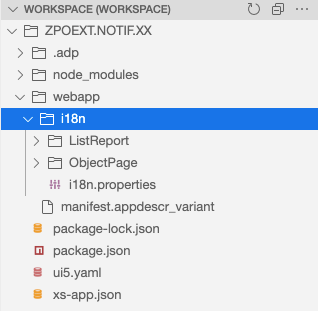 WORKSPACE (WORKSPACE)
ZPOEXT.NOTIF.XX
.adp
node_modules
webapp
i18n
ListReport
ObjectPage
i18n.properties
manifest.appdescr_variant
package-lock.json
package.json
ui5.yaml
xs-app.json